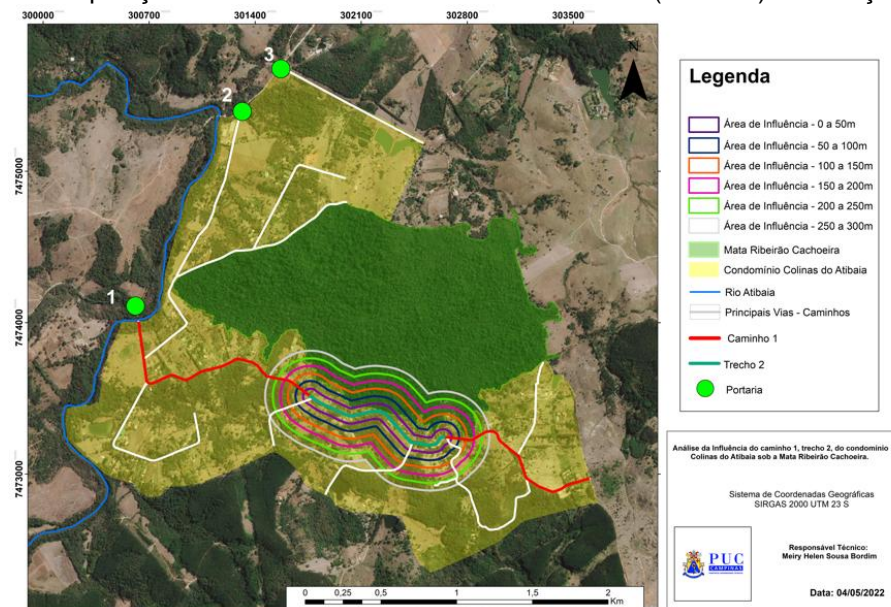 300000 300700 301400 302100 302800 303500
7475000
7474000
7473000
1
2
3
N
Legenda
Área de Influência - 0 a 50m
Área de Influência - 50 a 100m
Área de Influência - 100 a 150m
Área de Influência - 150 a 200m
Área de Influência - 200 a 250m
Área de Influência - 250 a 300m
Mata Ribeirão Cachoeira
Condomínio Colinas do Atibaia
Rio Atibaia
Principais Vias - Caminhos
Caminho 1
Trecho 2
Portaria
Análise da Influência do caminho 1, trecho 2, do condomínio
Colinas do Atibaia sob a Mata Ribeirão Cachoeira.
Sistema de Coordenadas Geográficas
SIRGAS 2000 UTM 23 S
PUC
CAMPINAS
Responsável Técnico:
Meiry Helen Sousa Bordim
Data: 04/05/2022
0 0,25 0,5 1 1,5 2
Km